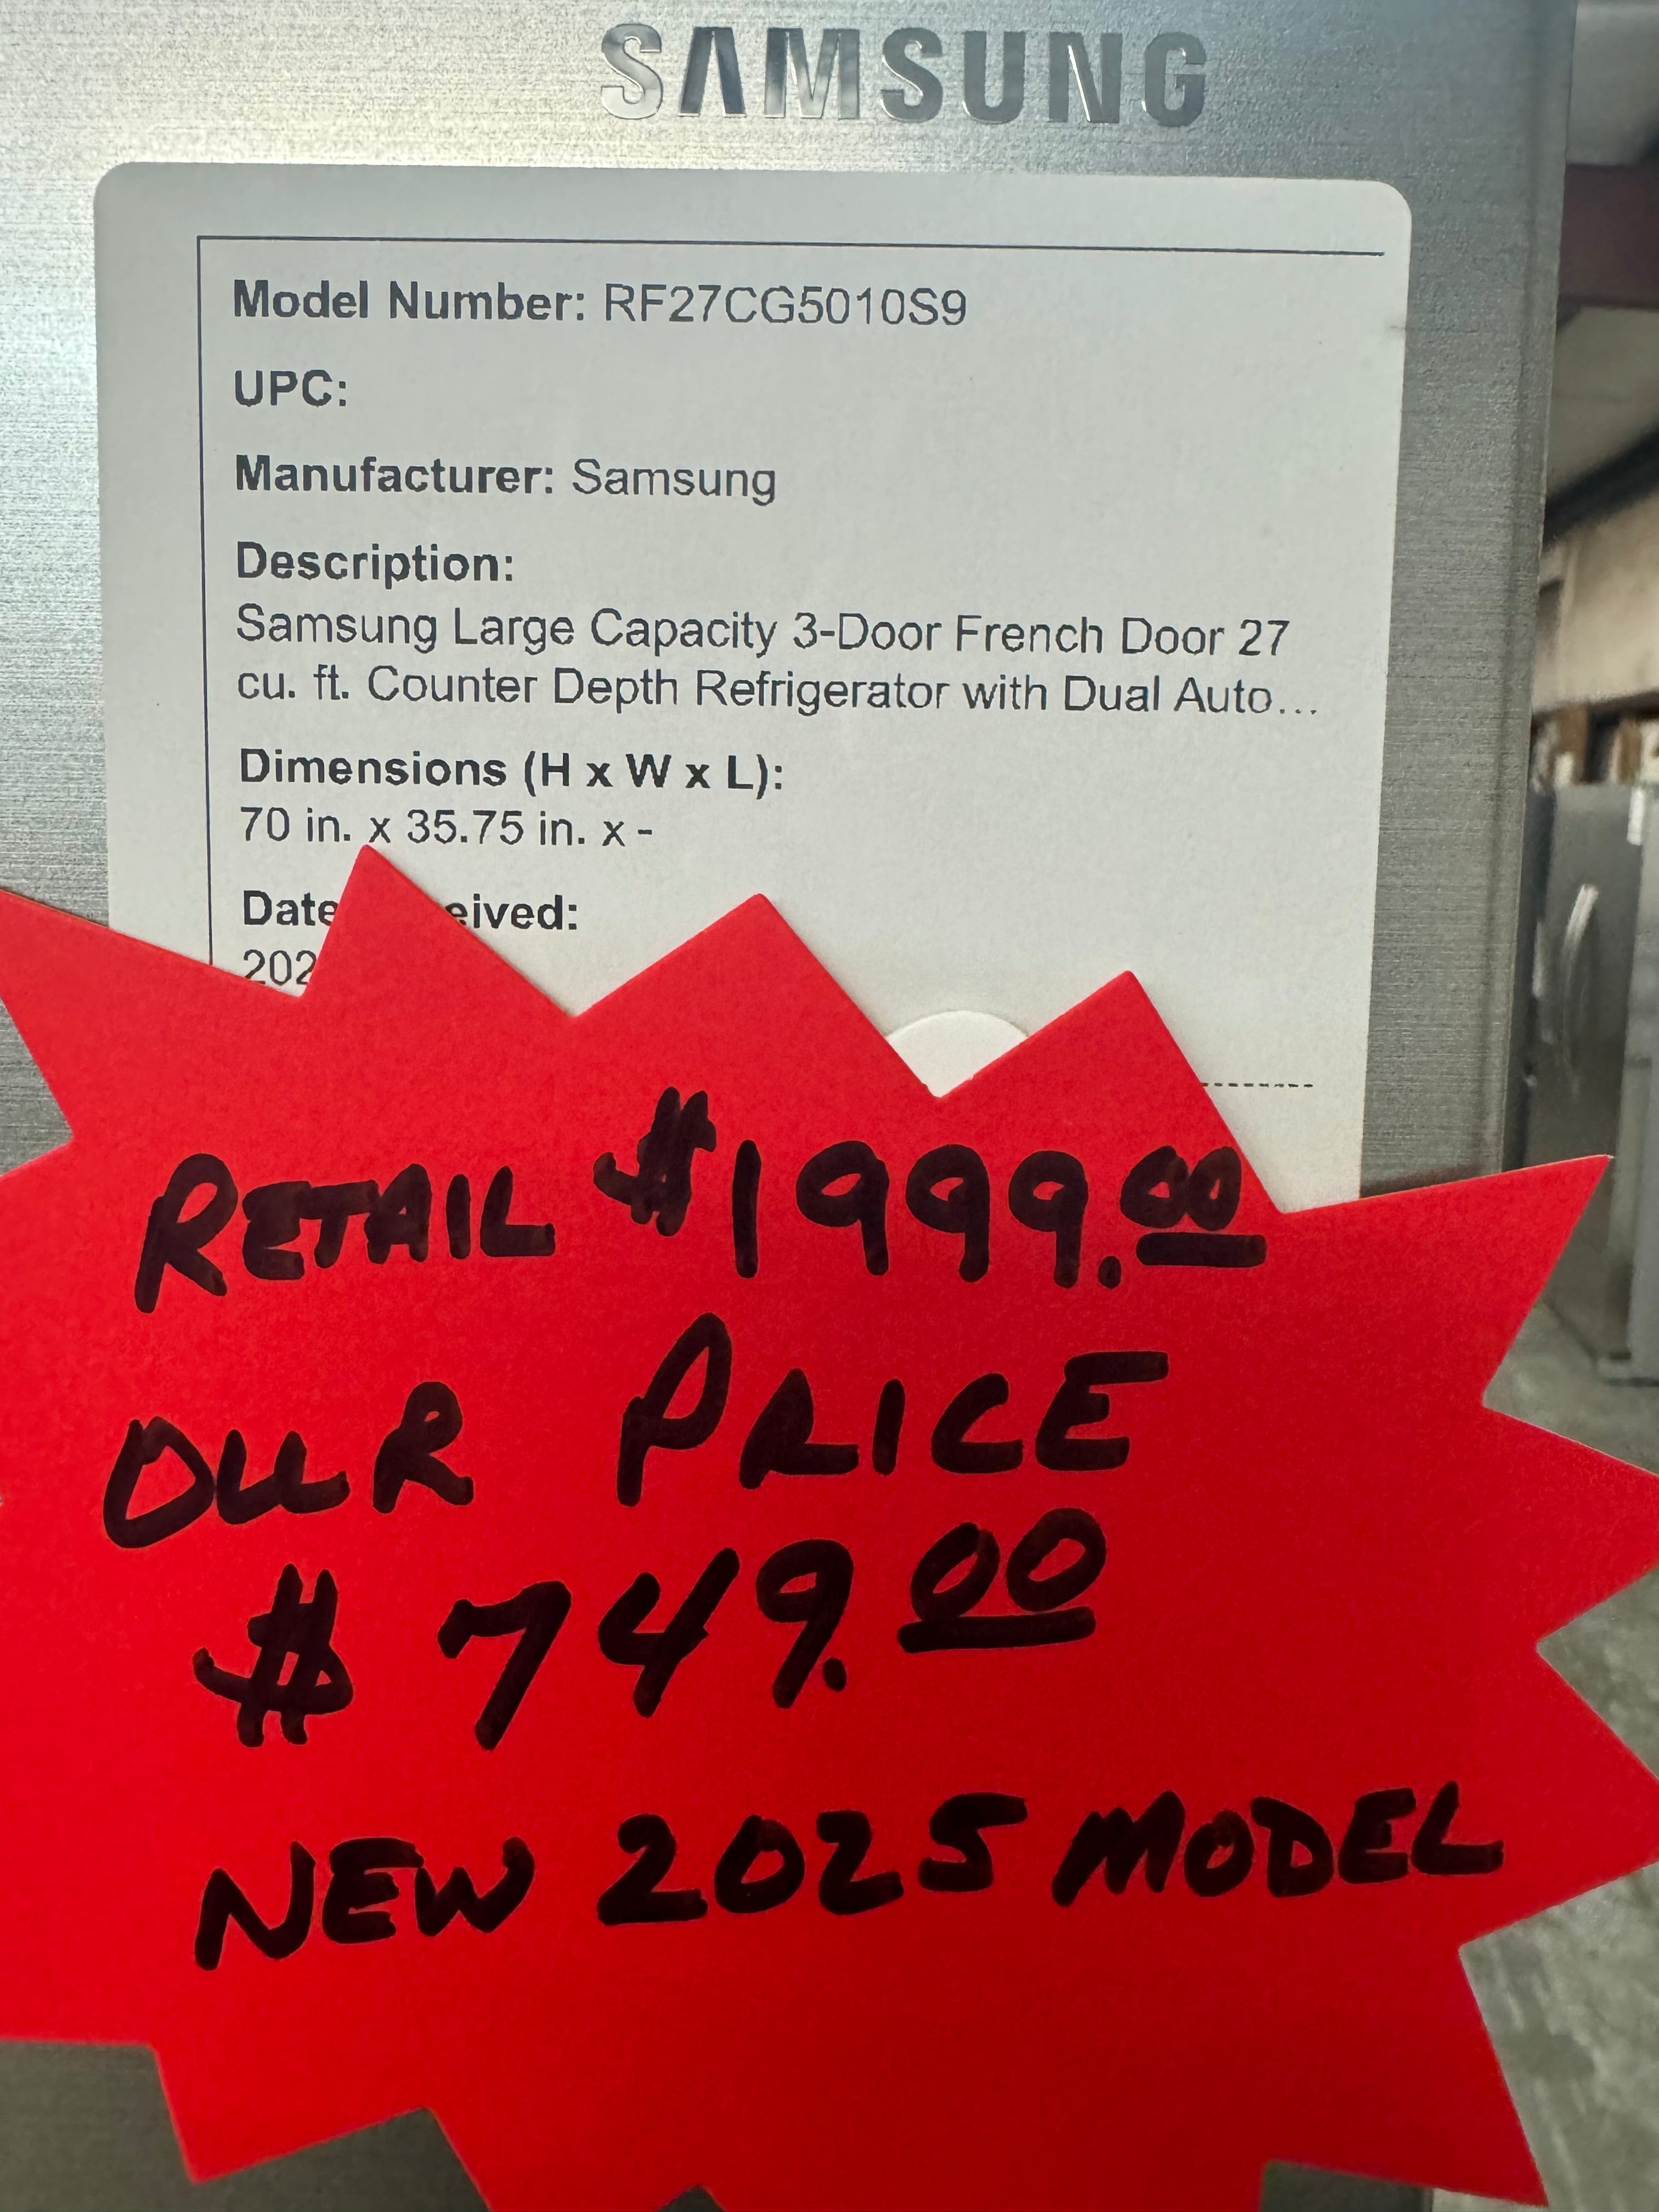 SAMSUNG
Model Number: RF27CG5010S9
UPC:
Manufacturer: Samsung
Description:
Samsung Large Capacity 3-Door French Door 27
cu. ft. Counter Depth Refrigerator with Dual Auto...
Dimensions (H x W x L):
70 in. x 35.75 in. x -
Date
RETAIL $1999.00
OUR PRICE
$749.00
NEW 2025 MODEL